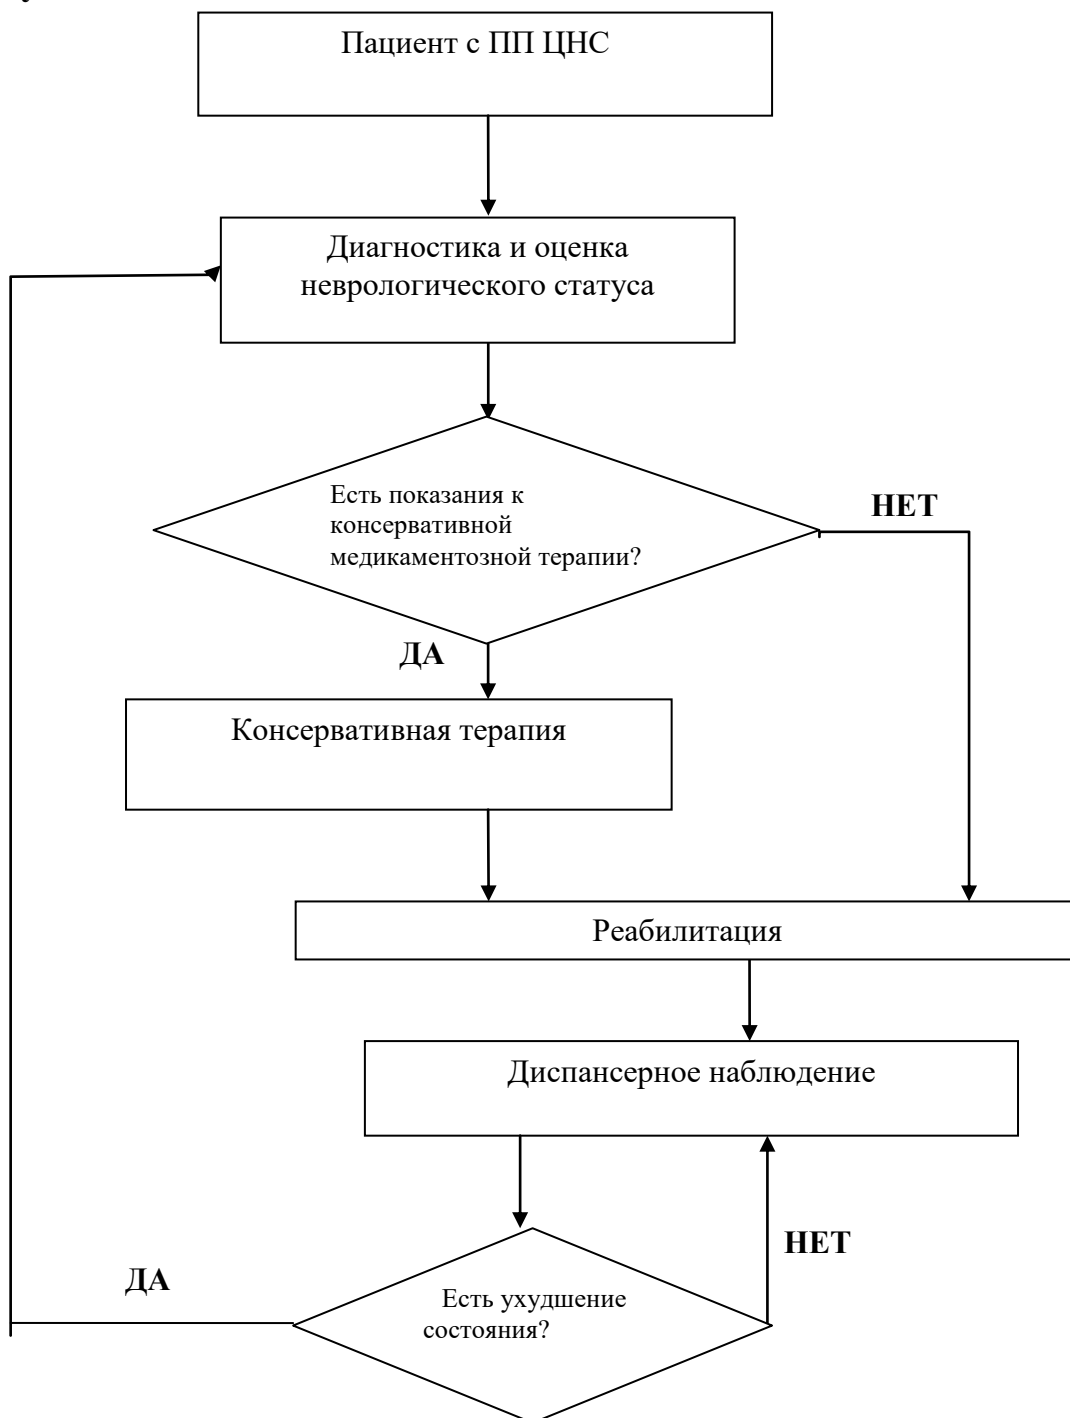 Пациент с ПП ЦНС
Диагностика и оценка
неврологического статуса
Есть показания к
консервативной
медикаментозной терапии?
НЕТ
ДА
Консервативная терапия
Реабилитация
Диспансерное наблюдение
НЕТ
ДА
Есть ухудшение
состояния?